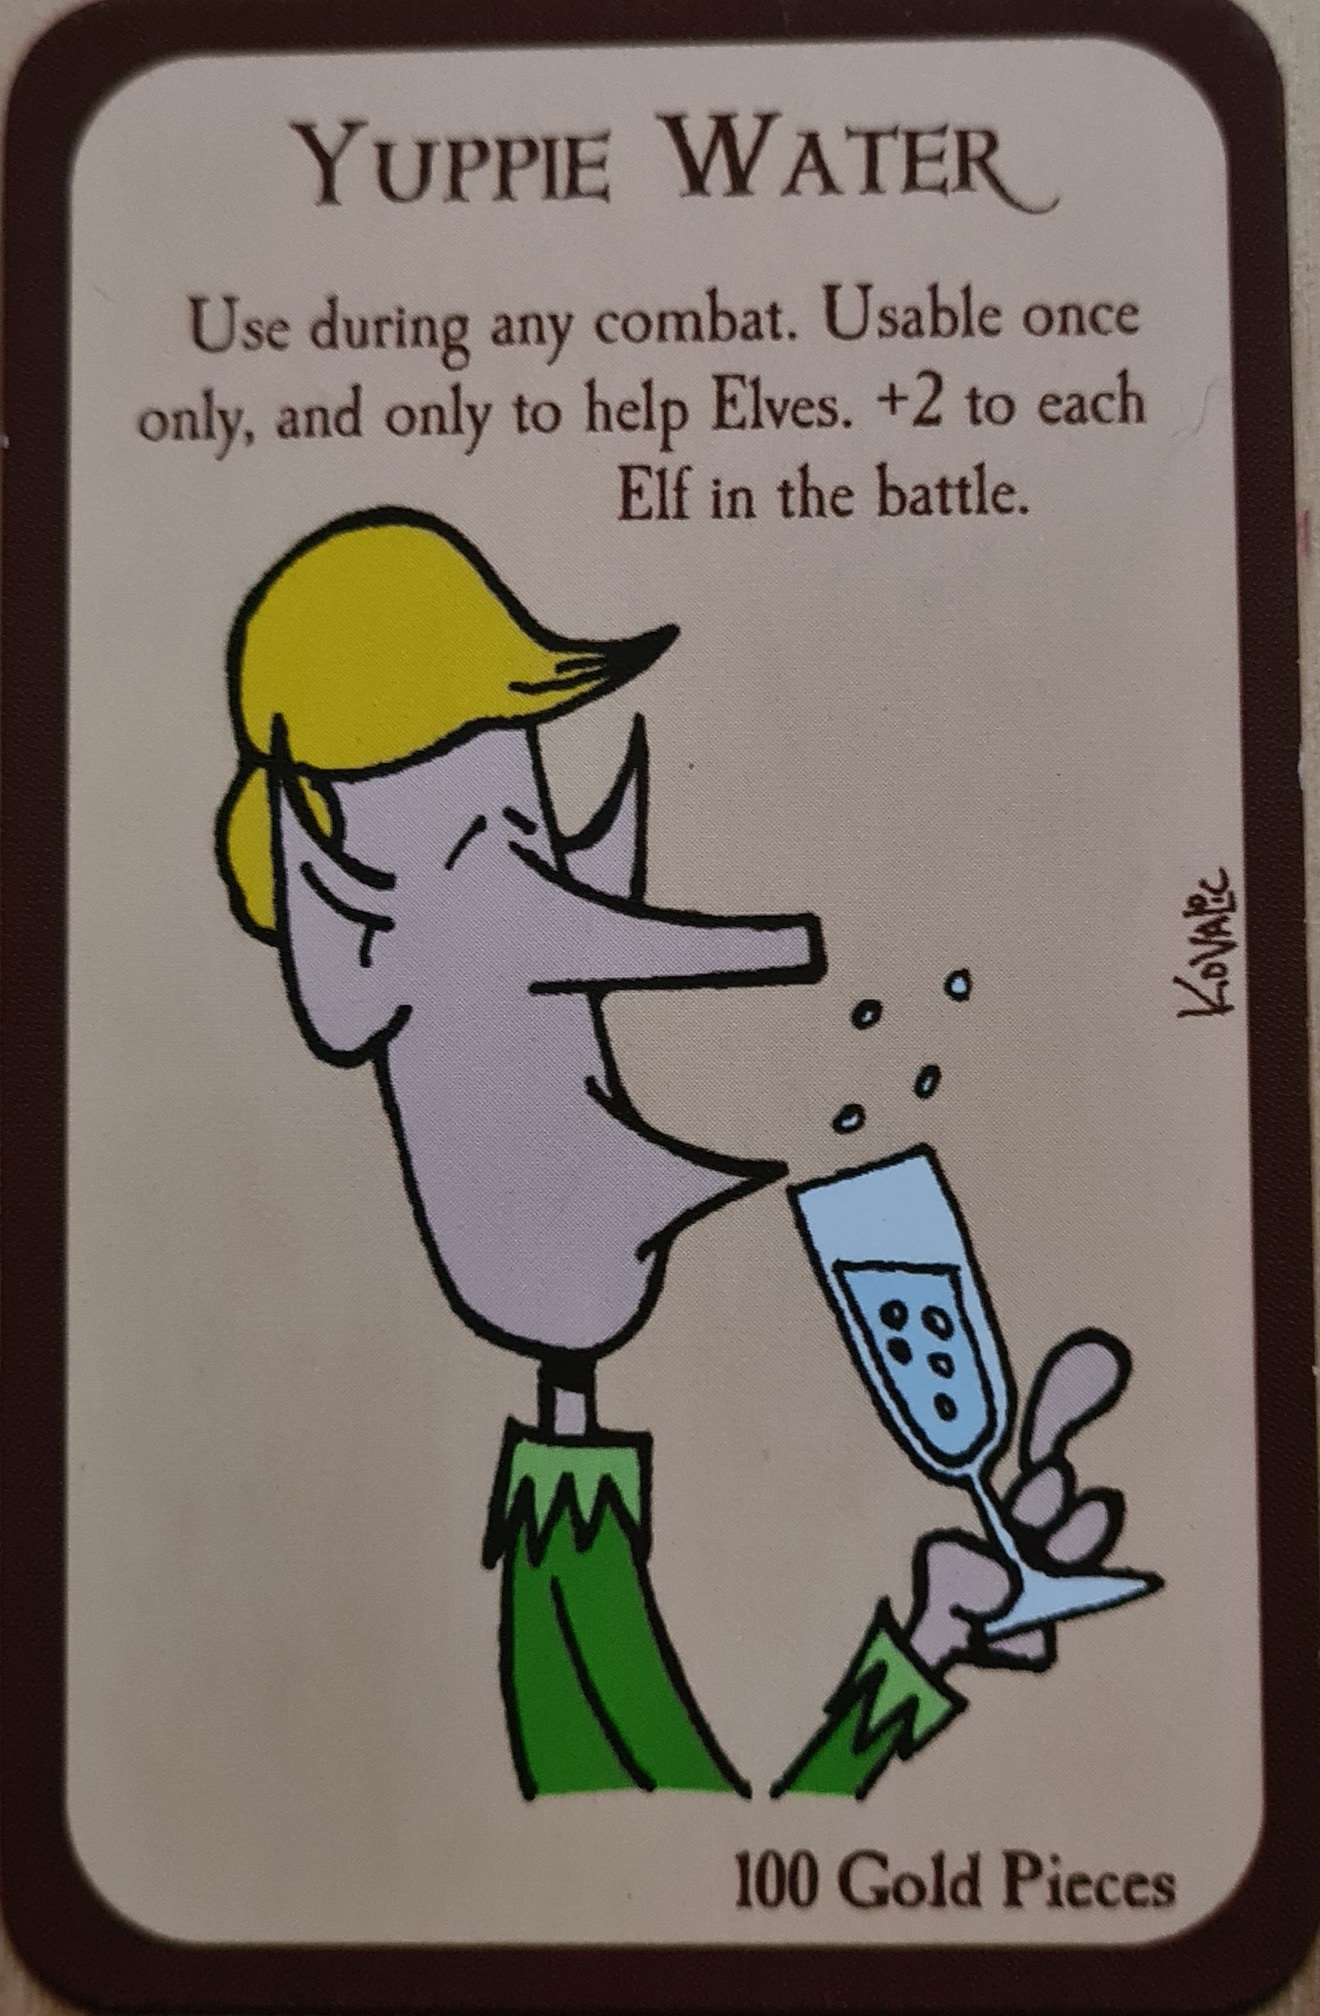 Yuppie Water
Use during any combat. Usable once
only, and only to help Elves. +2 to each
Elf in the battle.
KOVALIC
100 Gold Pieces